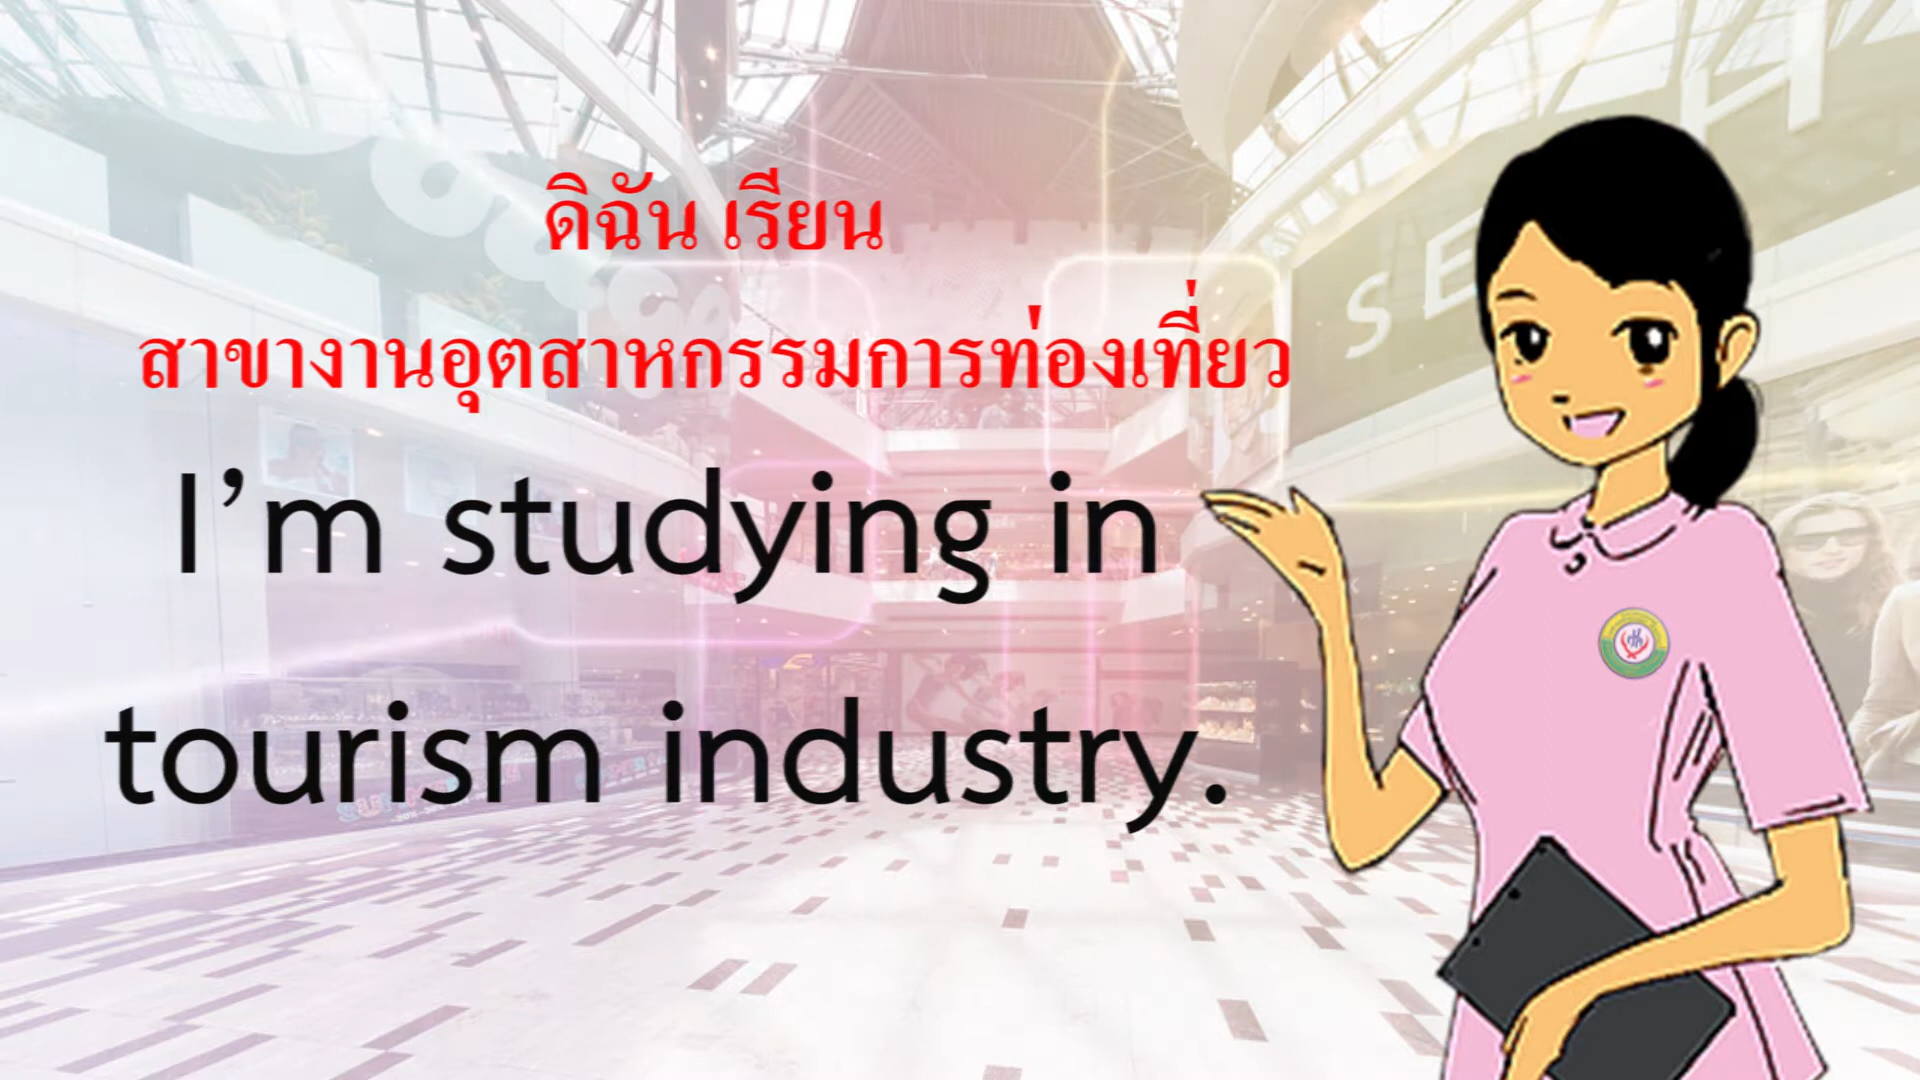 ดิฉัน เรียน
สาขางานอุตสาหกรรมการท่องเที่ยว
I’m studying in
tourism industry.